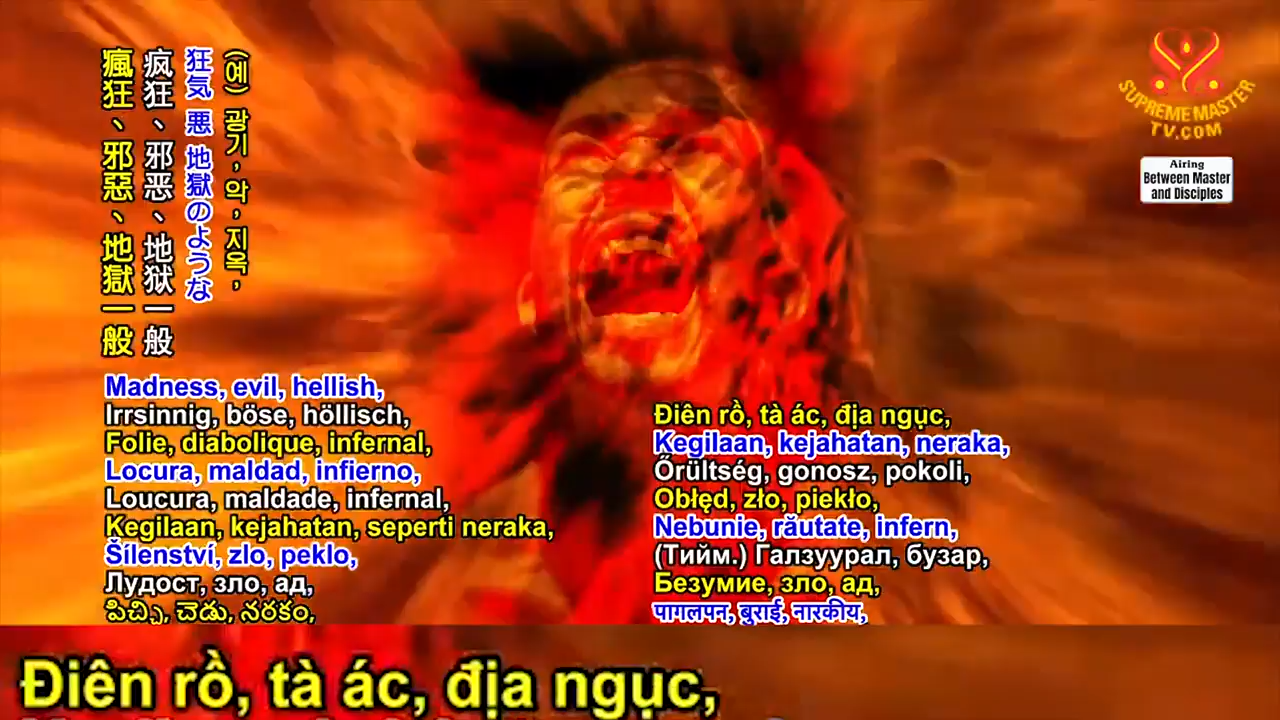 瘋狂、邪惡、地獄一般
疯狂、邪恶、地狱一般
狂気 悪 地獄のような
(예) 광기, 악, 지옥,
SUPREME MASTER
TV.COM
Airing
Between Master
and Disciples
Madness, evil, hellish,
Irrsinnig, böse, höllisch,
Folie, diabolique, infernal,
Locura, maldad, infierno,
Loucura, maldade, infernal,
Kegilaan, kejahatan, seperti neraka,
Šílenství, zlo, peklo,
Лудост, зло, ад,
పిచ్చి, చెడు, నరకం,
Điên rồ, tà ác, địa ngục,
Kegilaan, kejahatan, neraka,
Őrültség, gonosz, pokoli,
Obłęd, zło, piekło,
Nebunie, răutate, infern,
(Тийм.) Галзуурал, бузар,
Безумие, зло, ад,
पागलपन, बुराई, नारकीय,
Điên rồ, tà ác, địa ngục,